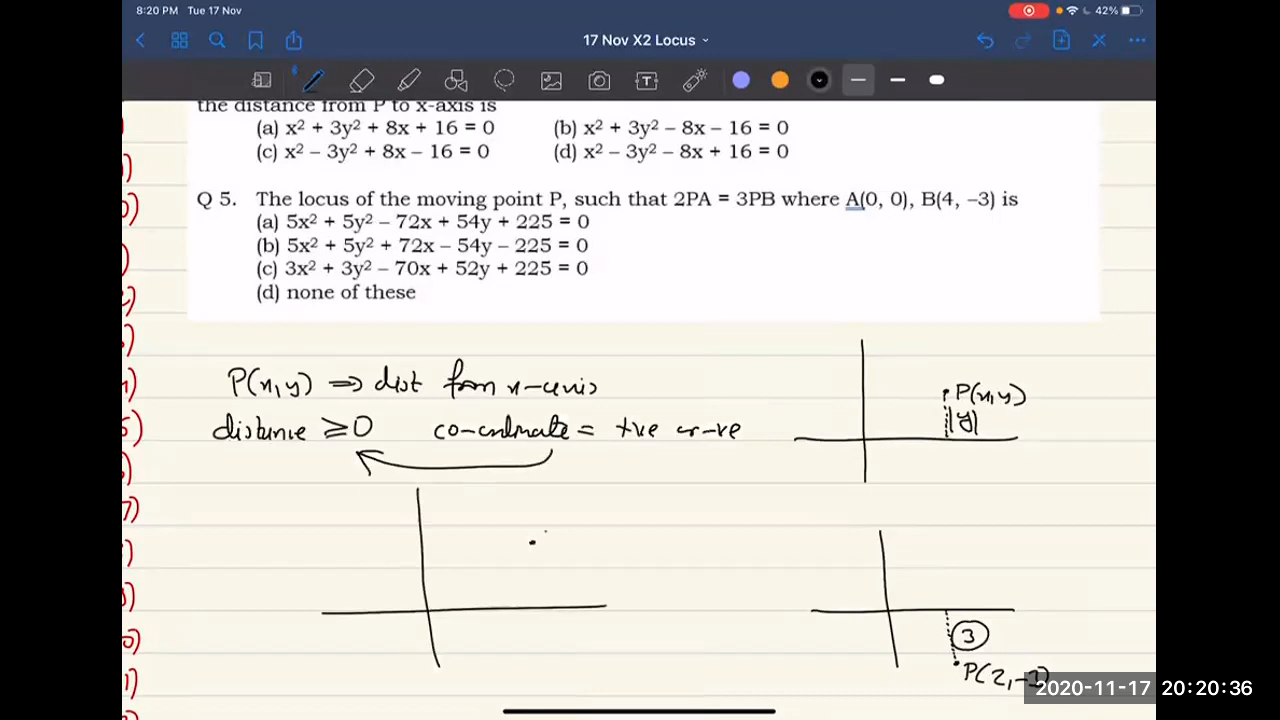 8:20 PM Tue 17 Nov
42%
17 Nov X2 Locus
the distance from P to x-axis is
(a) x² + 3y² + 8x + 16 = 0 (b) x² + 3y² – 8x – 16 = 0
(c) x² – 3y² + 8x – 16 = 0 (d) x² – 3y² – 8x + 16 = 0
Q 5. The locus of the moving point P, such that 2PA = 3PB where A(0, 0), B(4, –3) is
(a) 5x² + 5y² – 72x + 54y + 225 = 0
(b) 5x² + 5y² + 72x – 54y – 225 = 0
(c) 3x² + 3y² – 70x + 52y + 225 = 0
(d) none of these
P(x,y) ⇒ dist from x-axis
distance ≥ 0 co-ordinate = +ve or -ve
P(x,y)
|y|
3
P(2,-3)
2020-11-17 20:20:36